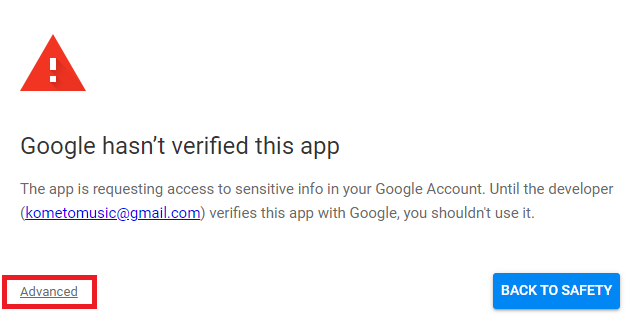 Google hasn't verified this app
The app is requesting access to sensitive info in your Google Account. Until the developer
(kometomusic@gmail.com) verifies this app with Google, you shouldn't use it.
Advanced
BACK TO SAFETY